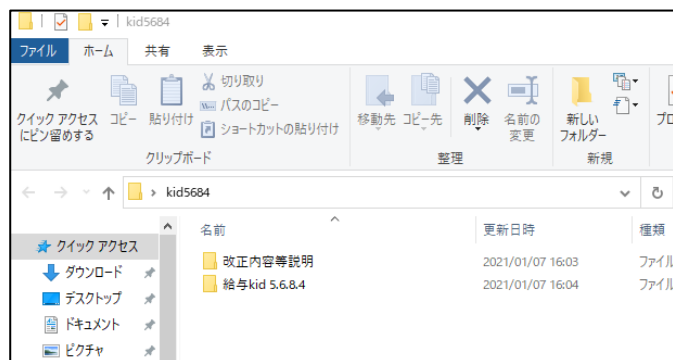 kid5684
ファイル ホーム 共有 表示
クイック アクセス
にピン留めする
コピー
貼り付け
切り取り
パスのコピー
ショートカットの貼り付け
クリップボード
移動先 コピー先
削除
名前の
変更
整理
新しい
フォルダー
新規
プロ
kid5684
名前 更新日時 種類
クイック アクセス
ダウンロード
デスクトップ
ドキュメント
ピクチャ
改正内容等説明 2021/01/07 16:03 ファイル
給与kid 5.6.8.4 2021/01/07 16:04 ファイル